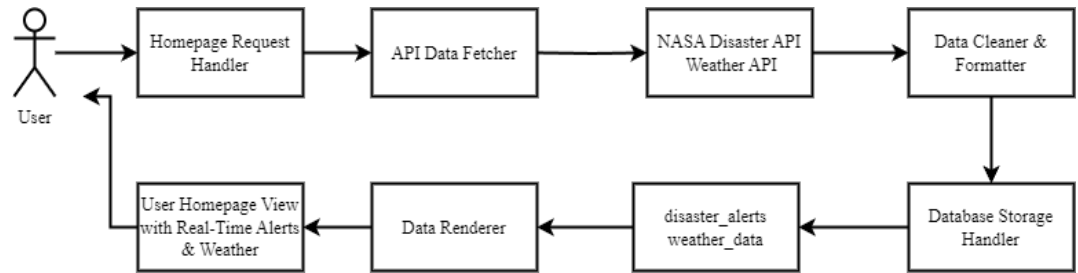 Homepage Request
Handler
API Data Fetcher
NASA Disaster API
Weather API
Data Cleaner &
Formatter
User
User Homepage View
with Real-Time Alerts
& Weather
Data Renderer
disaster_alerts
weather_data
Database Storage
Handler